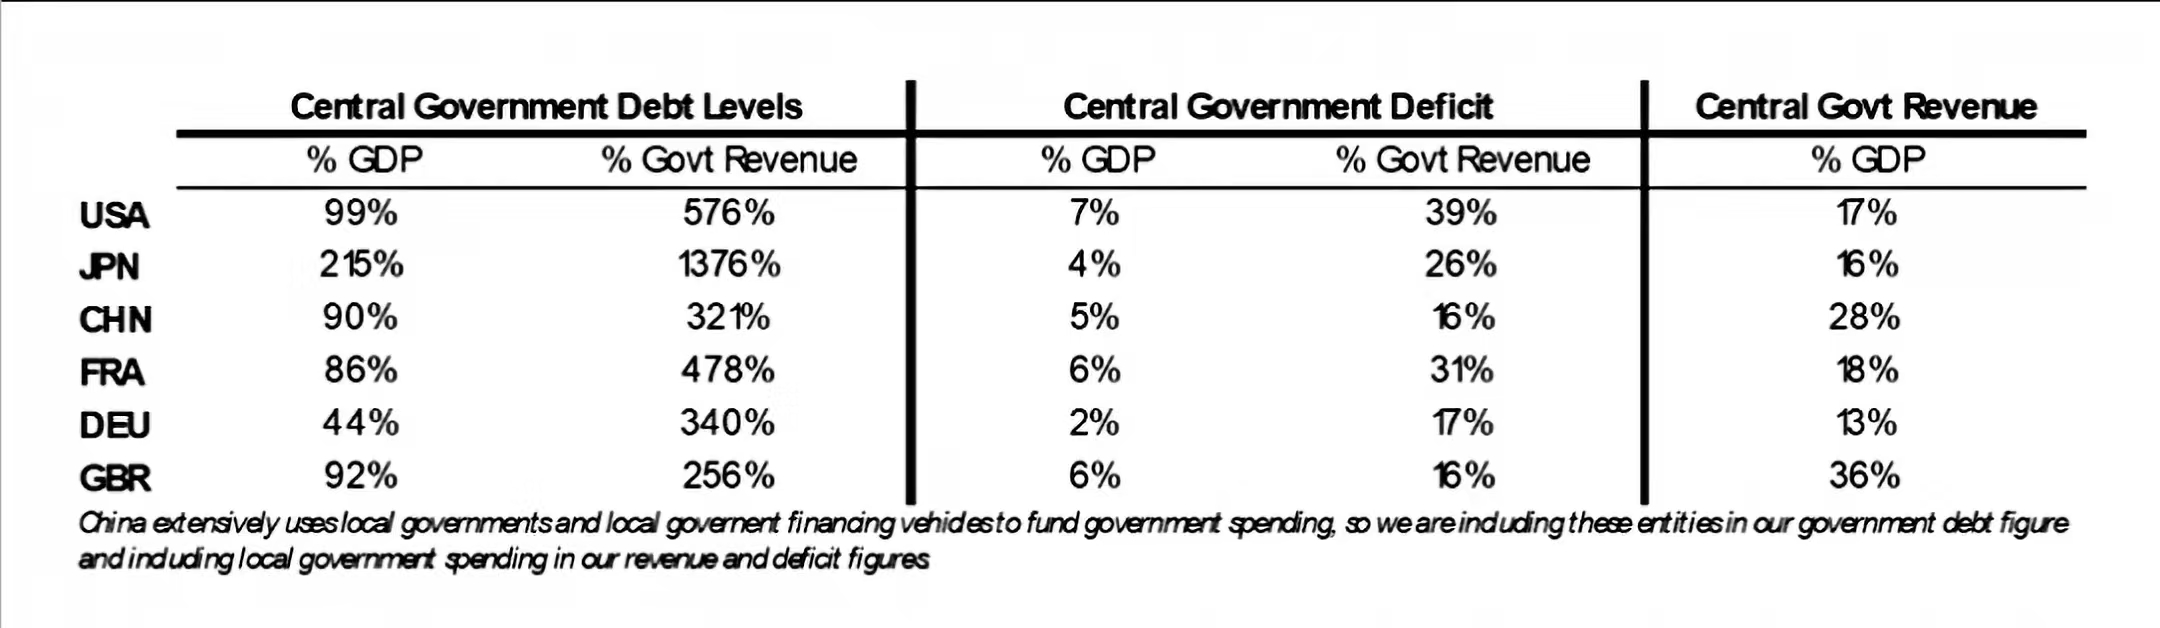 Central Government Debt Levels Central Government Deficit Central Govt Revenue
% GDP % Govt Revenue % GDP % Govt Revenue % GDP
USA 99% 576% 7% 39% 17%
JPN 215% 1376% 4% 26% 16%
CHN 90% 321% 5% 16% 28%
FRA 86% 478% 6% 31% 18%
DEU 44% 340% 2% 17% 13%
GBR 92% 256% 6% 16% 36%
China extensively uses local governments and local governent financing vehicles to fund government spending, so we are including these entities in our government debt figure
and including local government spending in our revenue and deficit figures